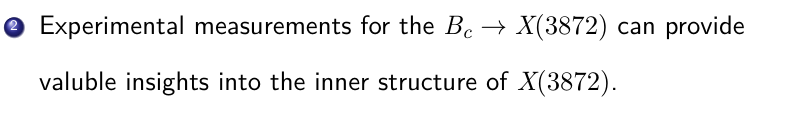 2 Experimental measurements for the B_c → X(3872) can provide
valuble insights into the inner structure of X(3872).